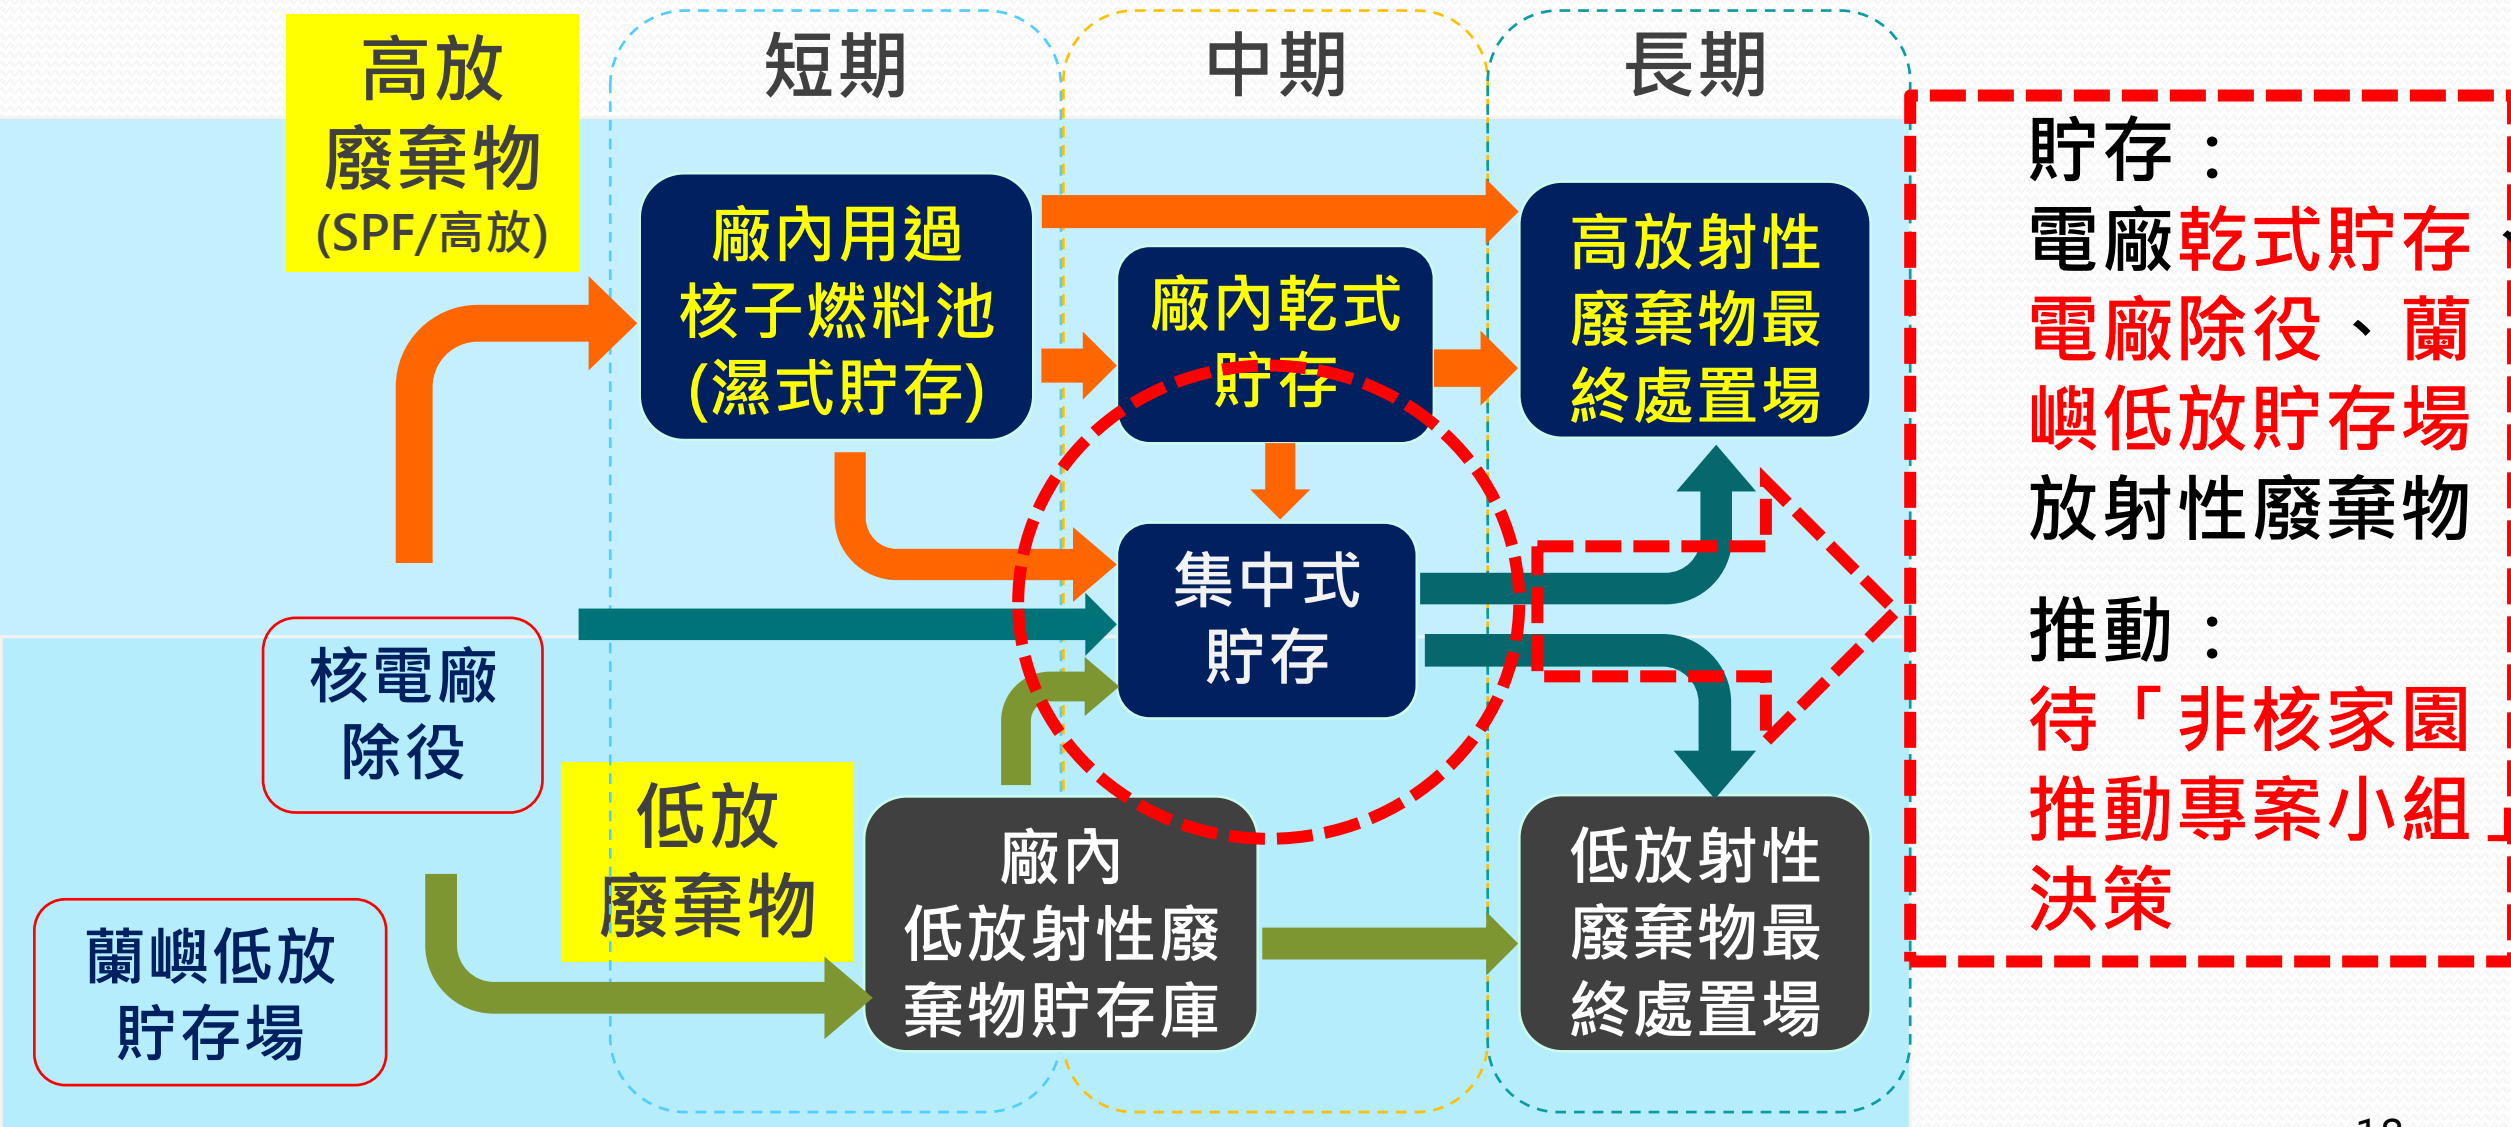 高放
廢棄物
(SPF/高放)
短期
中期
長期
廠內用過
核子燃料池
(濕式貯存)
廠內乾式
貯存
高放射性
廢棄物最
終處置場
集中式
貯存
核電廠
除役
蘭嶼低放
貯存場
低放
廢棄物
廠內
低放射性廢
棄物貯存庫
低放射性
廢棄物最
終處置場
貯存：
電廠乾式貯存、
電廠除役、蘭
嶼低放貯存場
放射性廢棄物
推動：
待「非核家園
推動專案小組」
決策